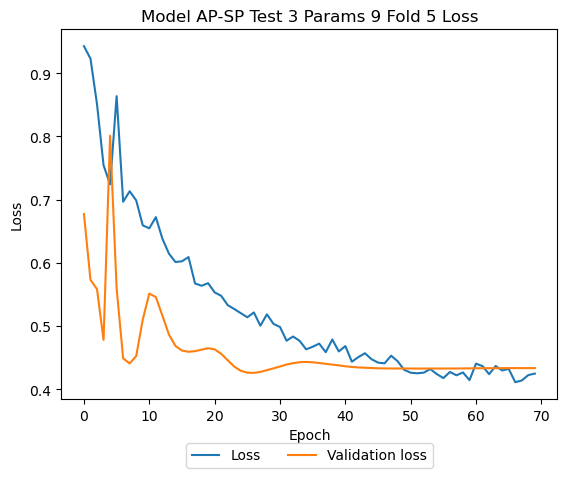 Model AP-SP Test 3 Params 9 Fold 5 Loss
0.9
0.8
0.7
0.6
0.5
0.4
Loss
0 10 20 30 40 50 60 70
Epoch
Loss Validation loss